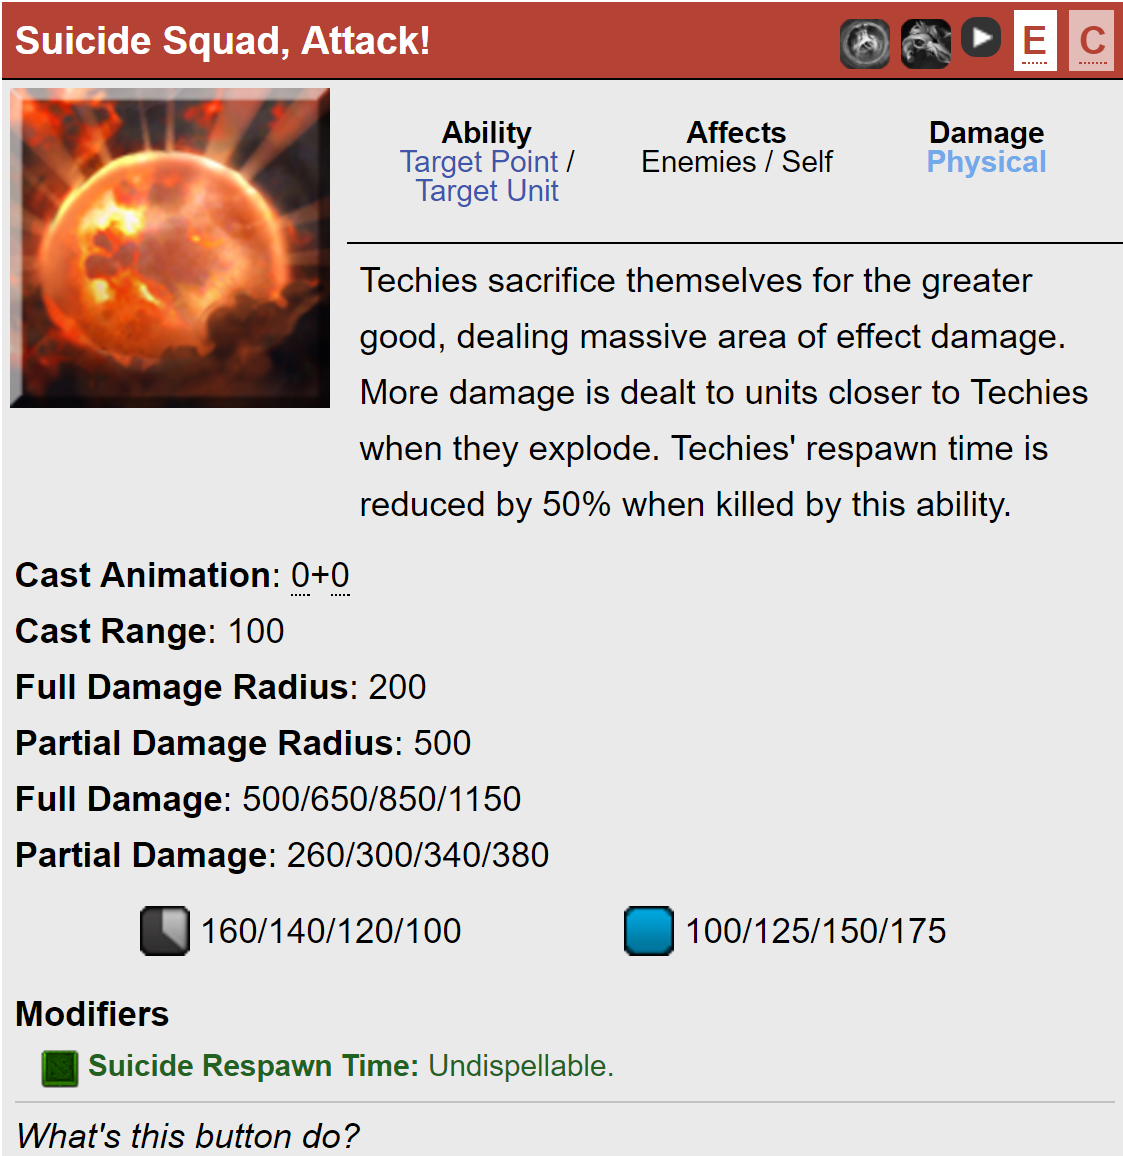 Suicide Squad, Attack!
E C
Ability
Target Point /
Target Unit
Affects
Enemies / Self
Damage
Physical
Techies sacrifice themselves for the greater
good, dealing massive area of effect damage.
More damage is dealt to units closer to Techies
when they explode. Techies' respawn time is
reduced by 50% when killed by this ability.
Cast Animation: 0+0
Cast Range: 100
Full Damage Radius: 200
Partial Damage Radius: 500
Full Damage: 500/650/850/1150
Partial Damage: 260/300/340/380
160/140/120/100
100/125/150/175
Modifiers
Suicide Respawn Time: Undispellable.
What's this button do?